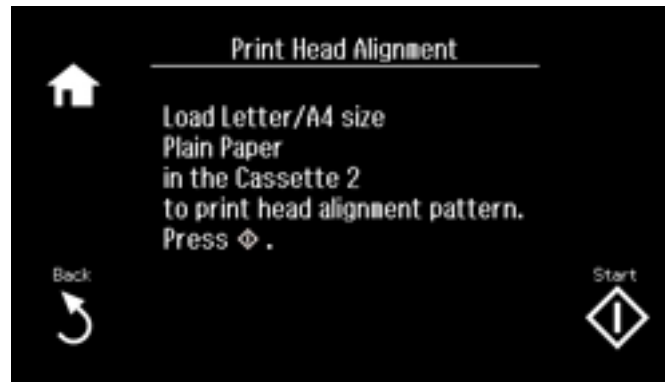 Print Head Alignment
Load Letter/A4 size
Plain Paper
in the Cassette 2
to print head alignment pattern.
Press .
Back
Start